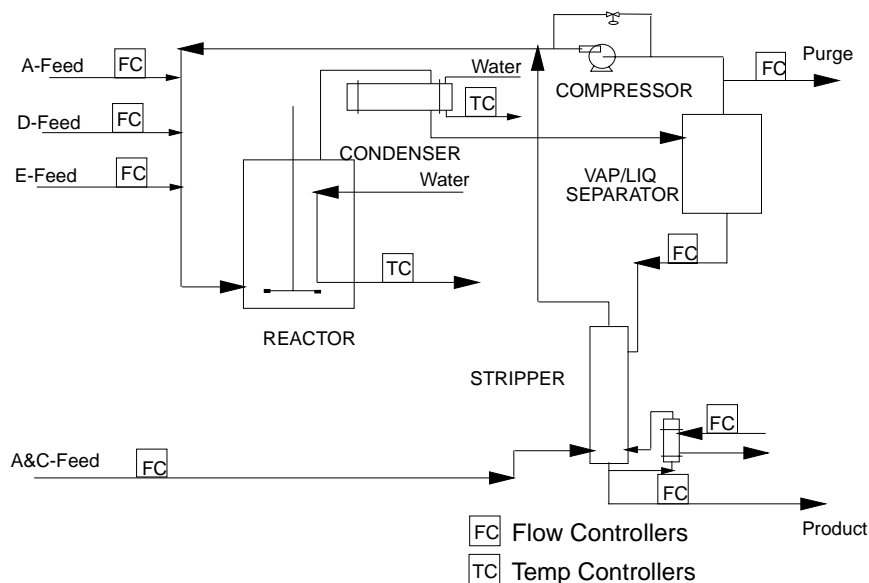 A-Feed
FC
D-Feed
FC
E-Feed
FC
Water
TC
CONDENSER
Water
TC
REACTOR
COMPRESSOR
FC
Purge
VAP/LIQ
SEPARATOR
FC
STRIPPER
FC
A&C-Feed
FC
FC
Product
FC Flow Controllers
TC Temp Controllers